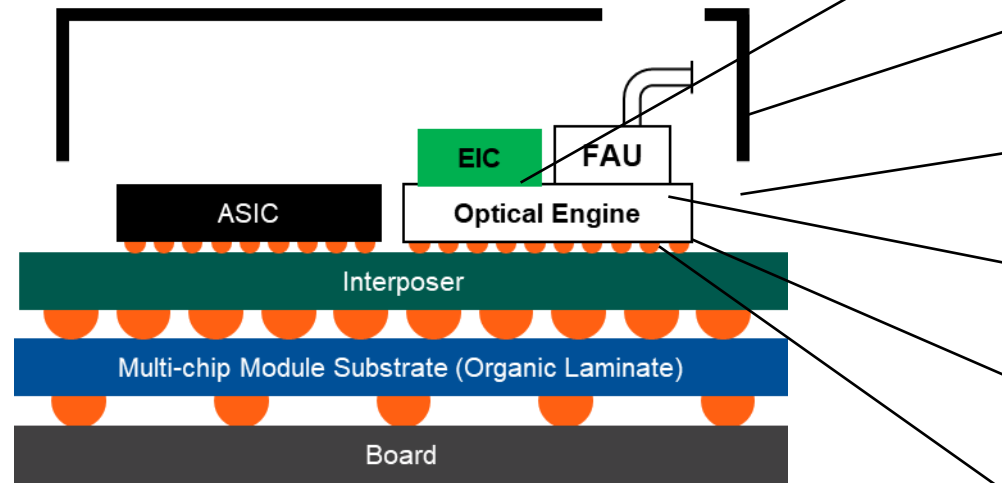 EIC
FAU
ASIC
Optical Engine
Interposer
Multi-chip Module Substrate (Organic Laminate)
Board